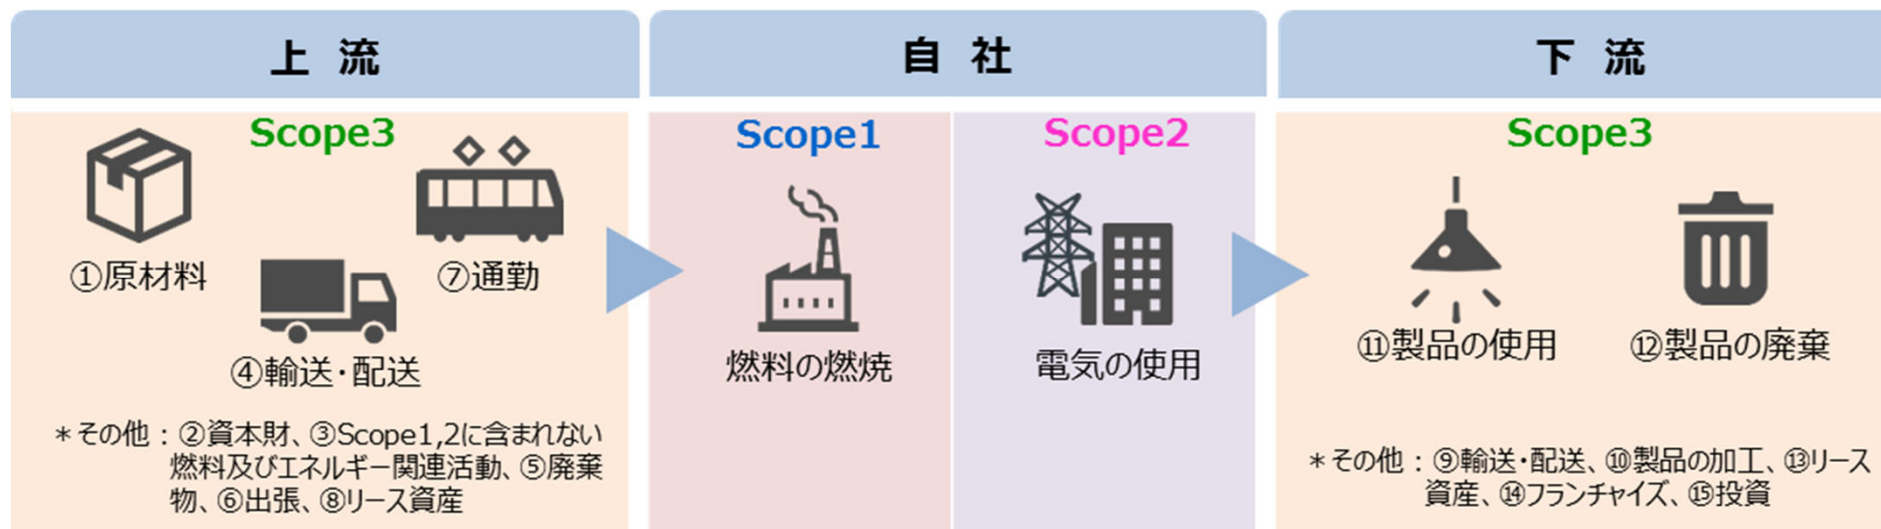 上流
Scope3
①原材料
⑦通勤
④輸送・配送
＊その他：②資本財、③Scope1,2に含まれない
燃料及びエネルギー関連活動、⑤廃棄
物、⑥出張、⑧リース資産
自社
Scope1
燃料の燃焼
Scope2
電気の使用
下流
Scope3
⑪製品の使用
⑫製品の廃棄
＊その他：⑨輸送・配送、⑩製品の加工、⑬リース
資産、⑭フランチャイズ、⑮投資